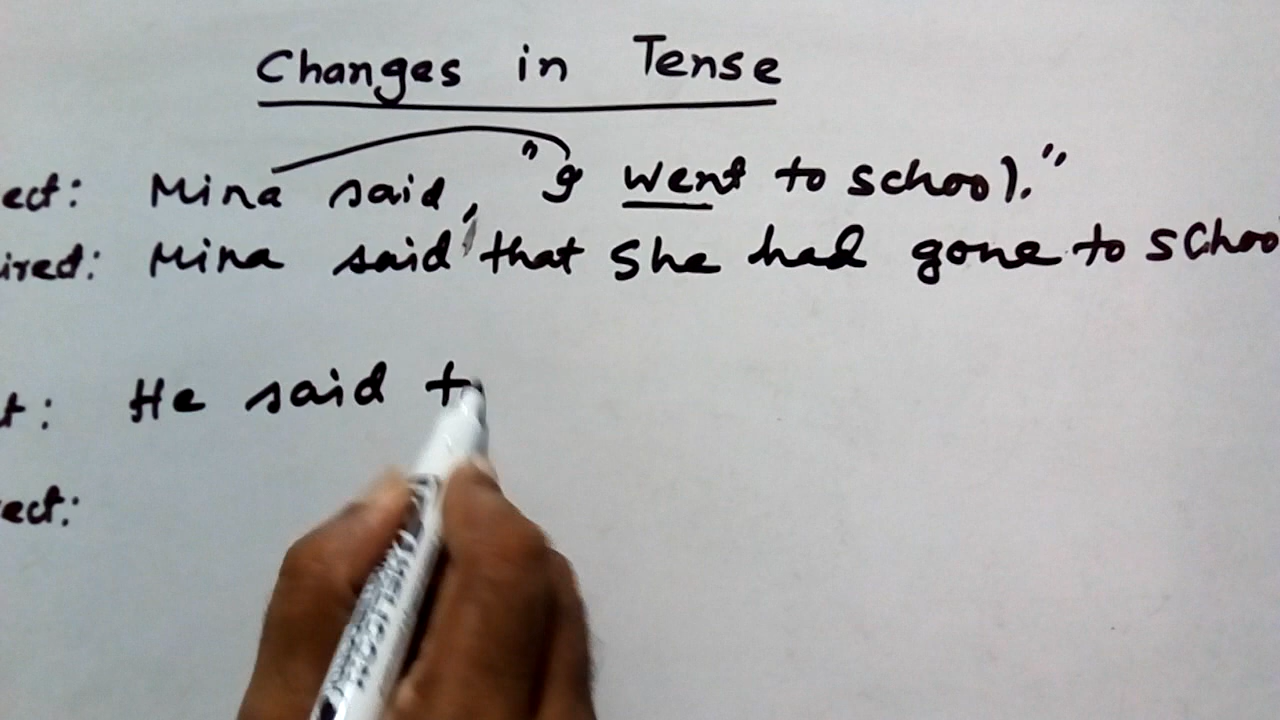 Changes in Tense
ect: Mina said, "I went to school."
ired: Mina said that she had gone to schoo
t: He said t
ect: